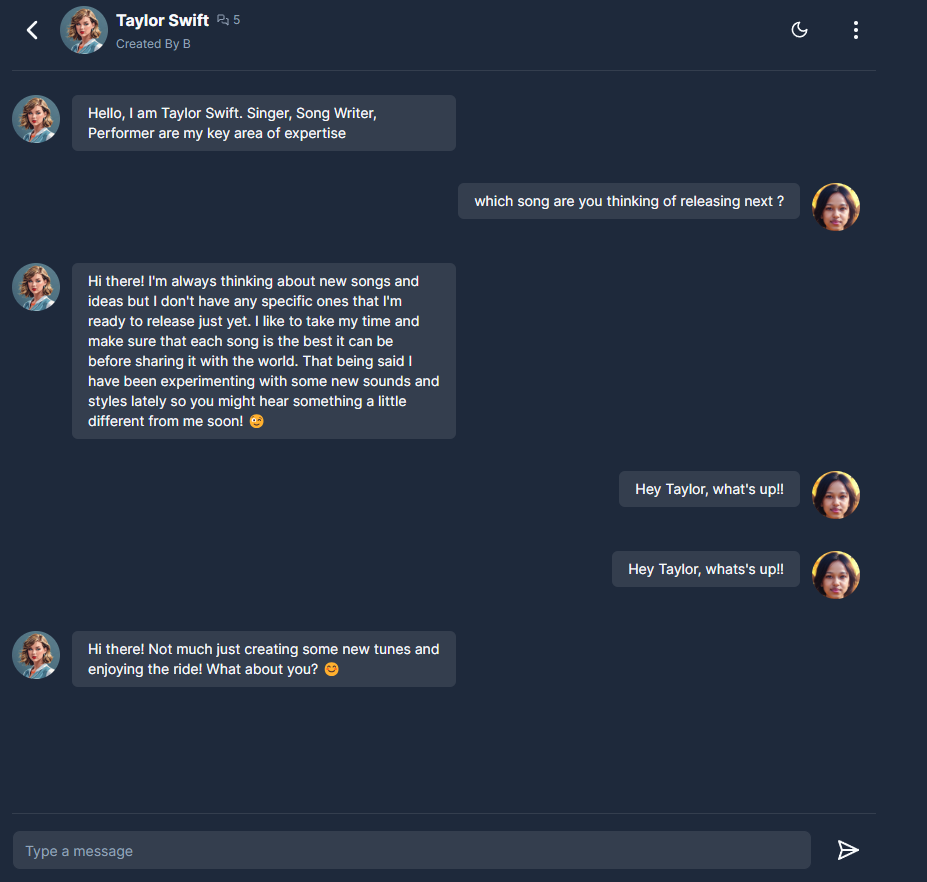 Taylor Swift 5
Created By B
Hello, I am Taylor Swift. Singer, Song Writer,
Performer are my key area of expertise
which song are you thinking of releasing next ?
Hi there! I'm always thinking about new songs and
ideas but I don't have any specific ones that I'm
ready to release just yet. I like to take my time and
make sure that each song is the best it can be
before sharing it with the world. That being said I
have been experimenting with some new sounds and
styles lately so you might hear something a little
different from me soon! 😉
Hey Taylor, what's up!!
Hey Taylor, whats's up!!
Hi there! Not much just creating some new tunes and
enjoying the ride! What about you? 😊
Type a message